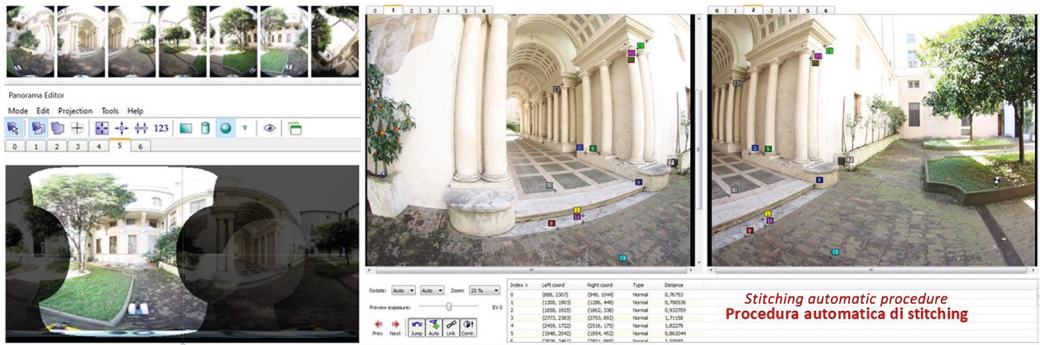 Panorama Editor
Mode Edit Projection Tools Help
123
0 1 2 3 4 5 6
0 1 2 3 4 5 6
0 1 2 3 4 5 6
Rotate: Auto Auto Zoom: 25 %
Preview exposure: EV 0
Prev Next Jump Auto Link Contr.
Index > Left coord Right coord Type Distance
0 (888, 2307) (949, 1044) Normal 0,76753
1 (1308, 1903) (1286, 449) Normal 0,798536
2 (1858, 1925) (1862, 338) Normal 0,932709
3 (2773, 2383) (2753, 892) Normal 1,71158
4 (2459, 1722) (2516, 175) Normal 1,82279
5 (1848, 2042) (1854, 452) Normal 0,862044
Stitching automatic procedure
Procedura automatica di stitching